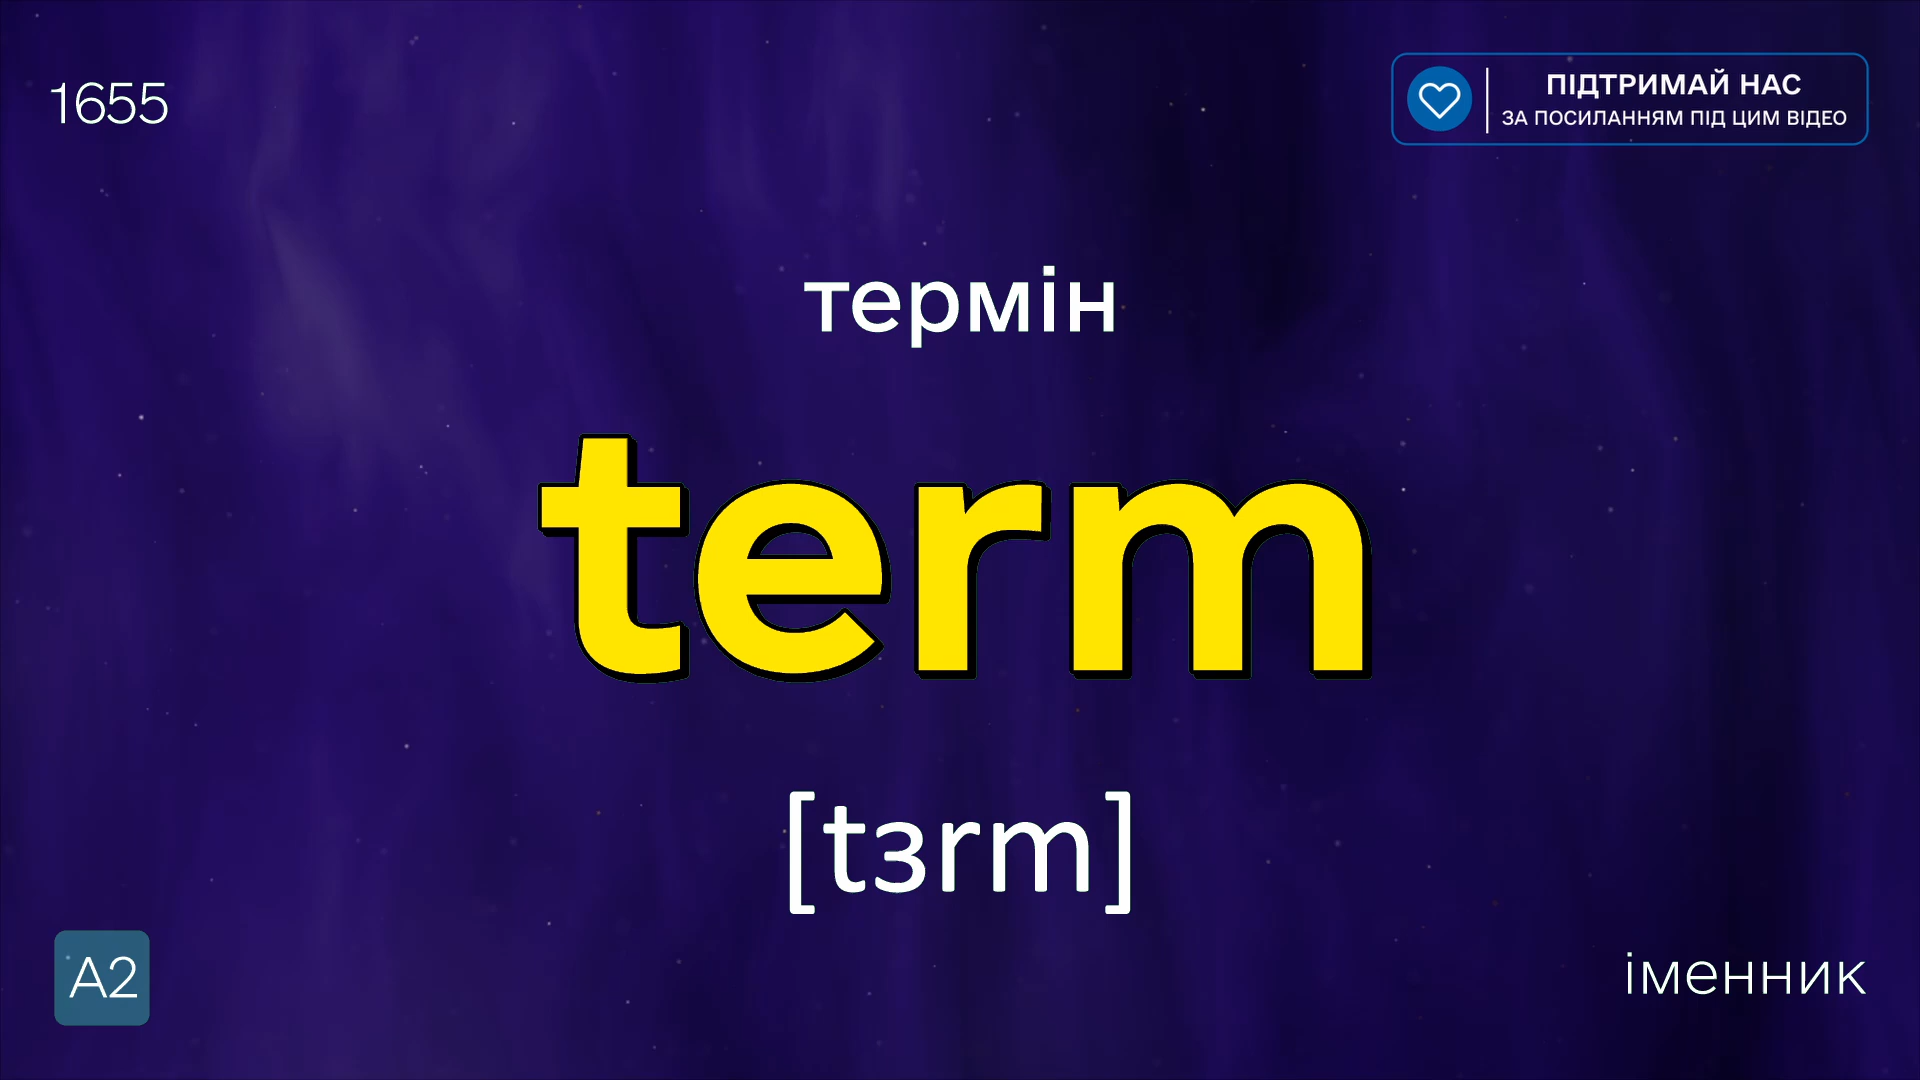 1655
ПІДТРИМАЙ НАС
ЗА ПОСИЛАННЯМ ПІД ЦИМ ВІДЕО
термін
term
[tɜrm]
A2
іменник